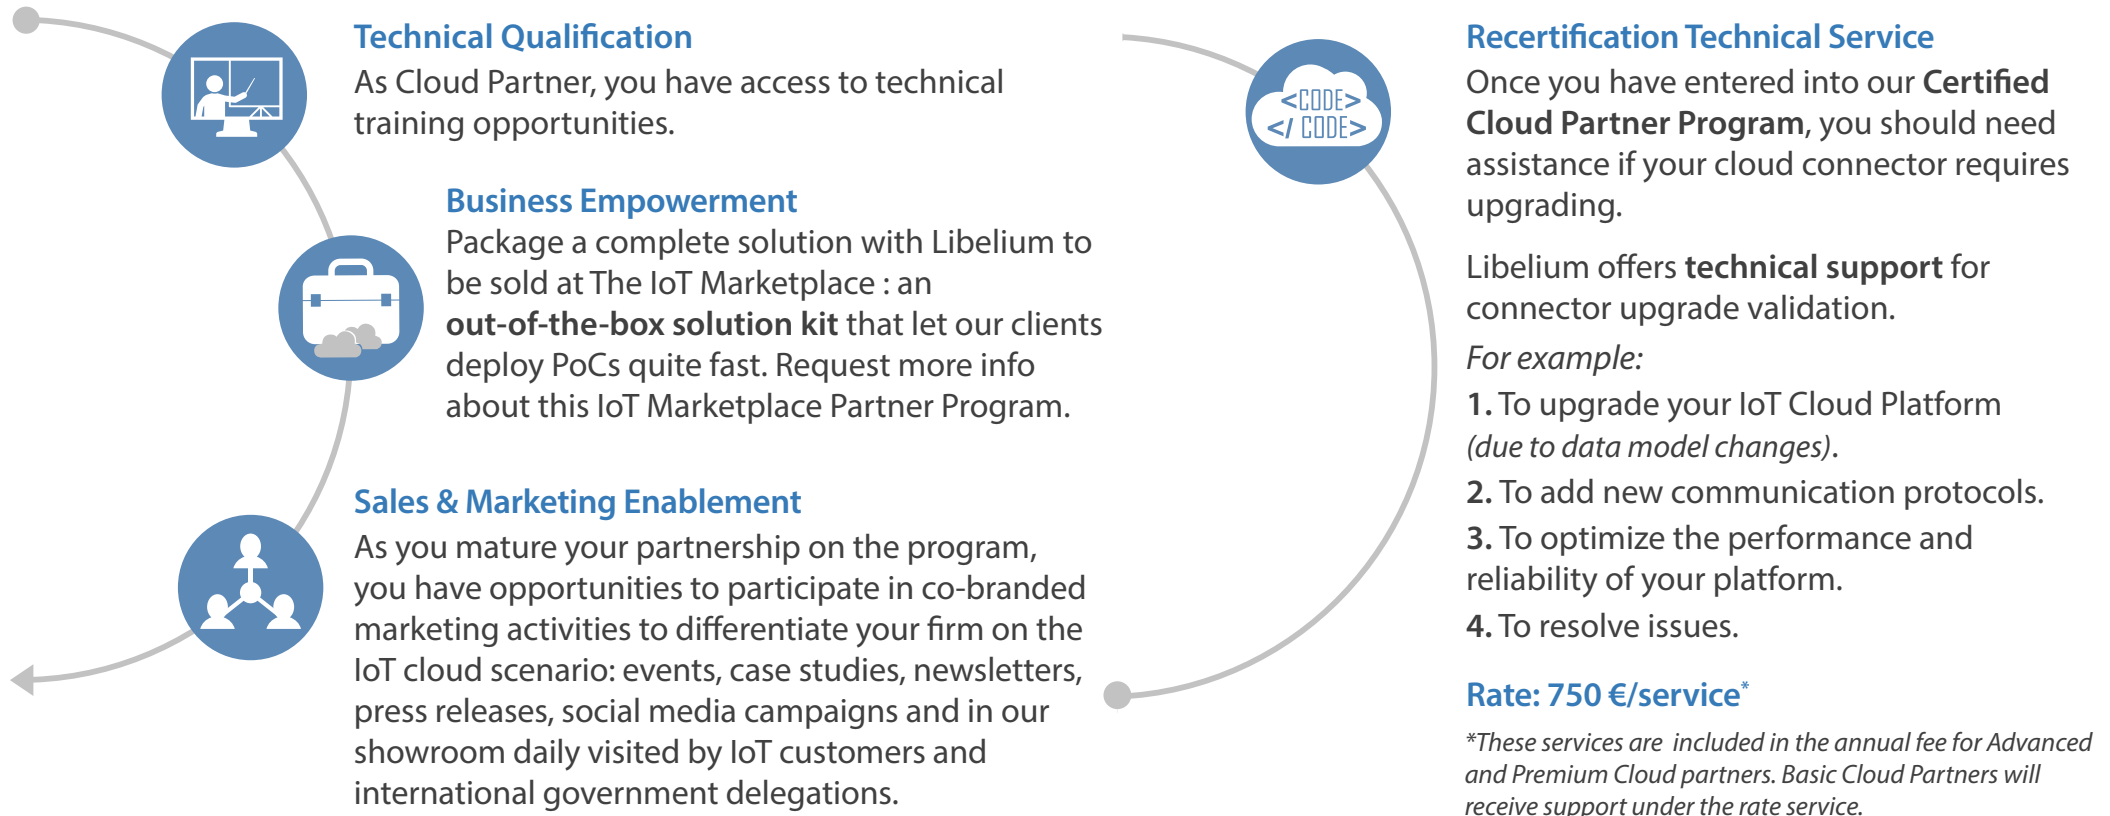 Technical Qualification
As Cloud Partner, you have access to technical
training opportunities.
Business Empowerment
Package a complete solution with Libelium to
be sold at The IoT Marketplace : an
out-of-the-box solution kit that let our clients
deploy PoCs quite fast. Request more info
about this IoT Marketplace Partner Program.
Sales & Marketing Enablement
As you mature your partnership on the program,
you have opportunities to participate in co-branded
marketing activities to differentiate your firm on the
IoT cloud scenario: events, case studies, newsletters,
press releases, social media campaigns and in our
showroom daily visited by IoT customers and
international government delegations.
<CODE>
</ CODE>
Recertification Technical Service
Once you have entered into our Certified
Cloud Partner Program, you should need
assistance if your cloud connector requires
upgrading.
Libelium offers technical support for
connector upgrade validation.
For example:
1. To upgrade your IoT Cloud Platform
(due to data model changes).
2. To add new communication protocols.
3. To optimize the performance and
reliability of your platform.
4. To resolve issues.
Rate: 750 €/service*
*These services are included in the annual fee for Advanced
and Premium Cloud partners. Basic Cloud Partners will
receive support under the rate service.